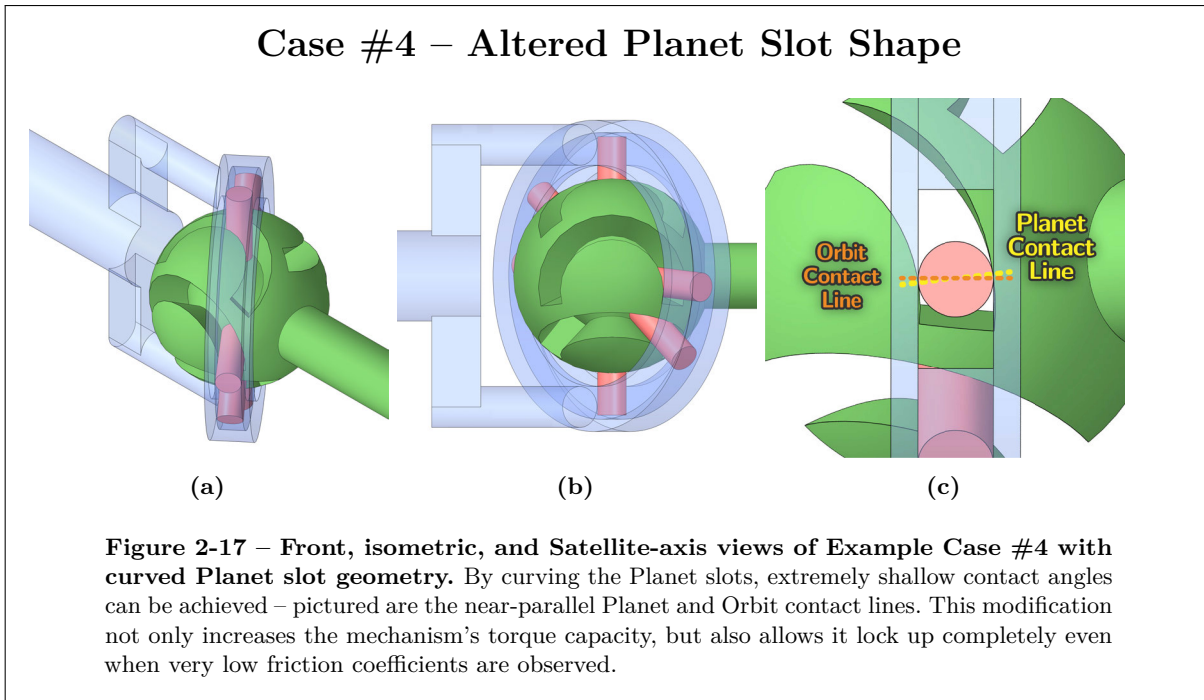 Case #4 – Altered Planet Slot Shape
Orbit
Contact
Line
Planet
Contact
Line
(a)
(b)
(c)
Figure 2-17 – Front, isometric, and Satellite-axis views of Example Case #4 with
curved Planet slot geometry. By curving the Planet slots, extremely shallow contact angles
can be achieved – pictured are the near-parallel Planet and Orbit contact lines. This modification
not only increases the mechanism's torque capacity, but also allows it lock up completely even
when very low friction coefficients are observed.